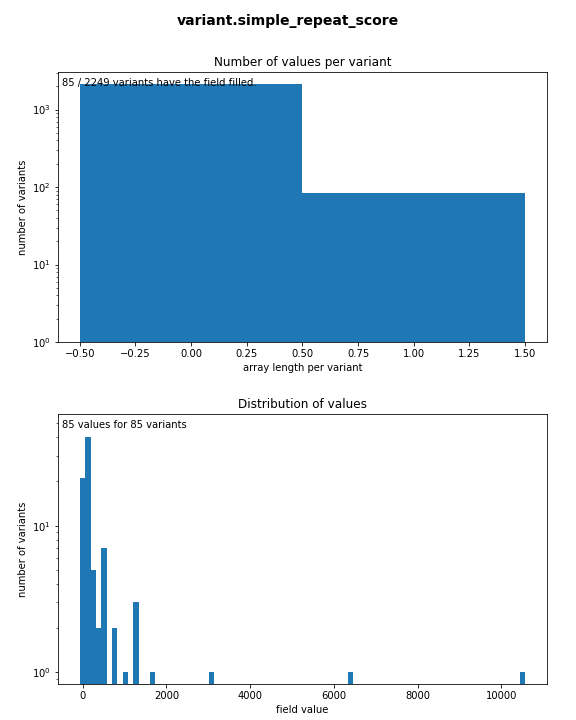 variant.simple_repeat_score
Number of values per variant
85 / 2249 variants have the field filled.
10³
10²
10¹
10⁰
number of variants
−0.50 −0.25 0.00 0.25 0.50 0.75 1.00 1.25 1.50
array length per variant
Distribution of values
85 values for 85 variants
10¹
10⁰
number of variants
0 2000 4000 6000 8000 10000
field value